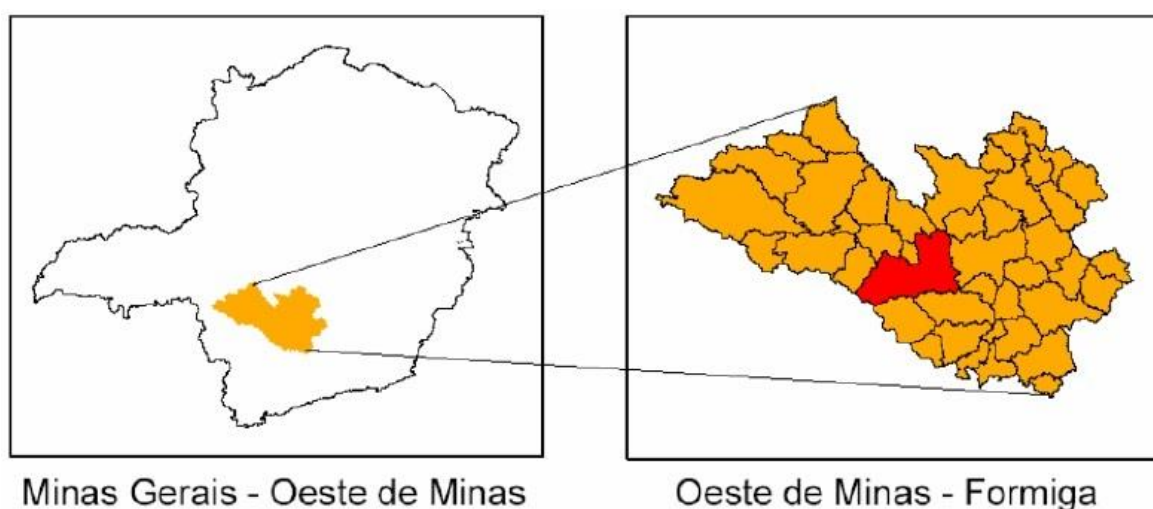 Minas Gerais - Oeste de Minas
Oeste de Minas - Formiga